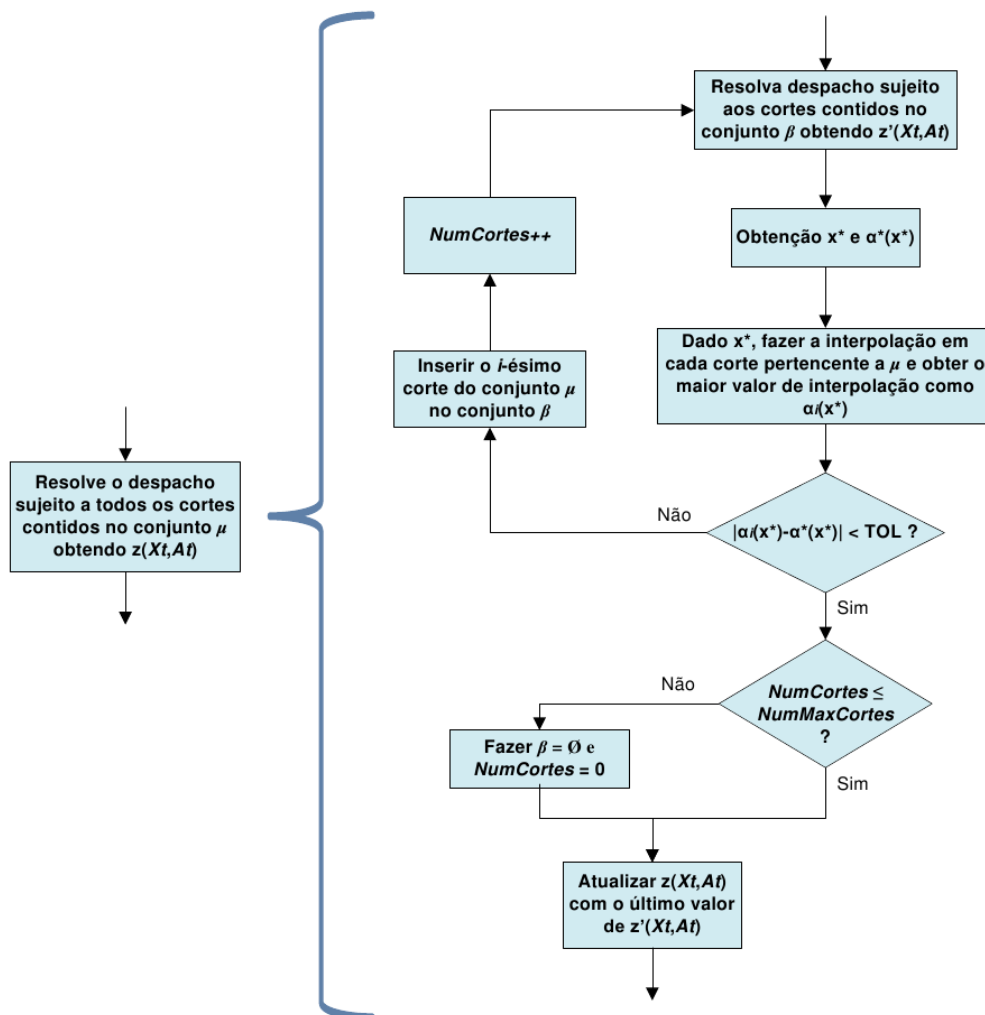 Resolve o despacho
sujeito a todos os cortes
contidos no conjunto μ
obtendo z(Xt,At)
Resolva despacho sujeito
aos cortes contidos no
conjunto β obtendo z’(Xt,At)
Obtenção x* e α*(x*)
Dado x*, fazer a interpolação em
cada corte pertencente a μ e obter o
maior valor de interpolação como
αi(x*)
|αi(x*)-α*(x*)| < TOL ?
Não
Inserir o i-ésimo
corte do conjunto μ
no conjunto β
NumCortes++
Sim
NumCortes ≤
NumMaxCortes
?
Não
Fazer β = Ø e
NumCortes = 0
Sim
Atualizar z(Xt,At)
com o último valor
de z’(Xt,At)